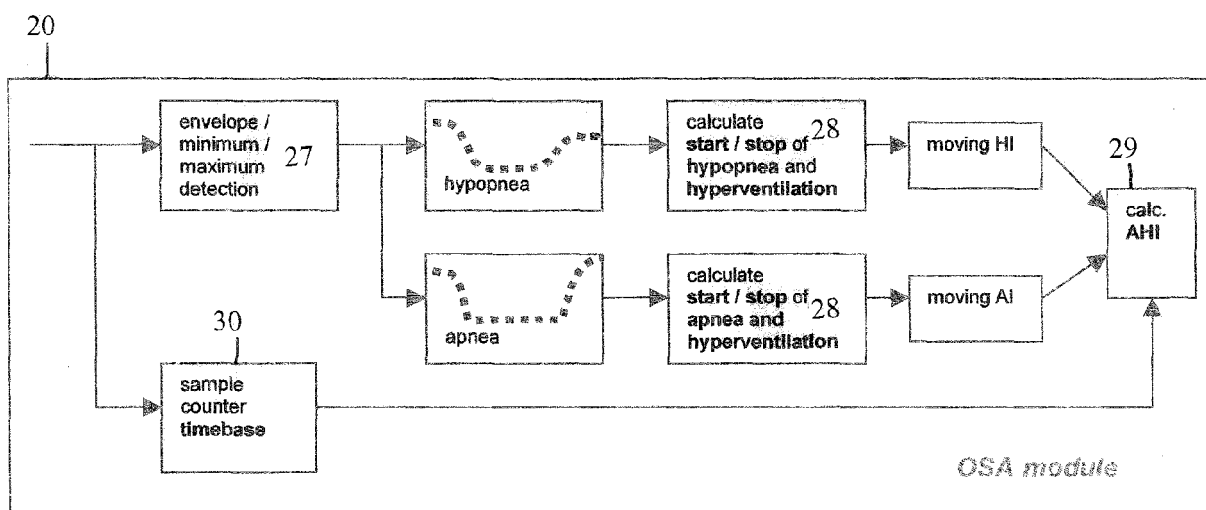 20
envelope /
minimum /
maximum 27
detection
hypopnea
calculate 28
start / stop of
hypopnea and
hyperventilation
moving HI
29
calc.
AHI
apnea
calculate
start / stop of
apnea and 28
hyperventilation
moving AI
30
sample
counter
timebase
OSA module